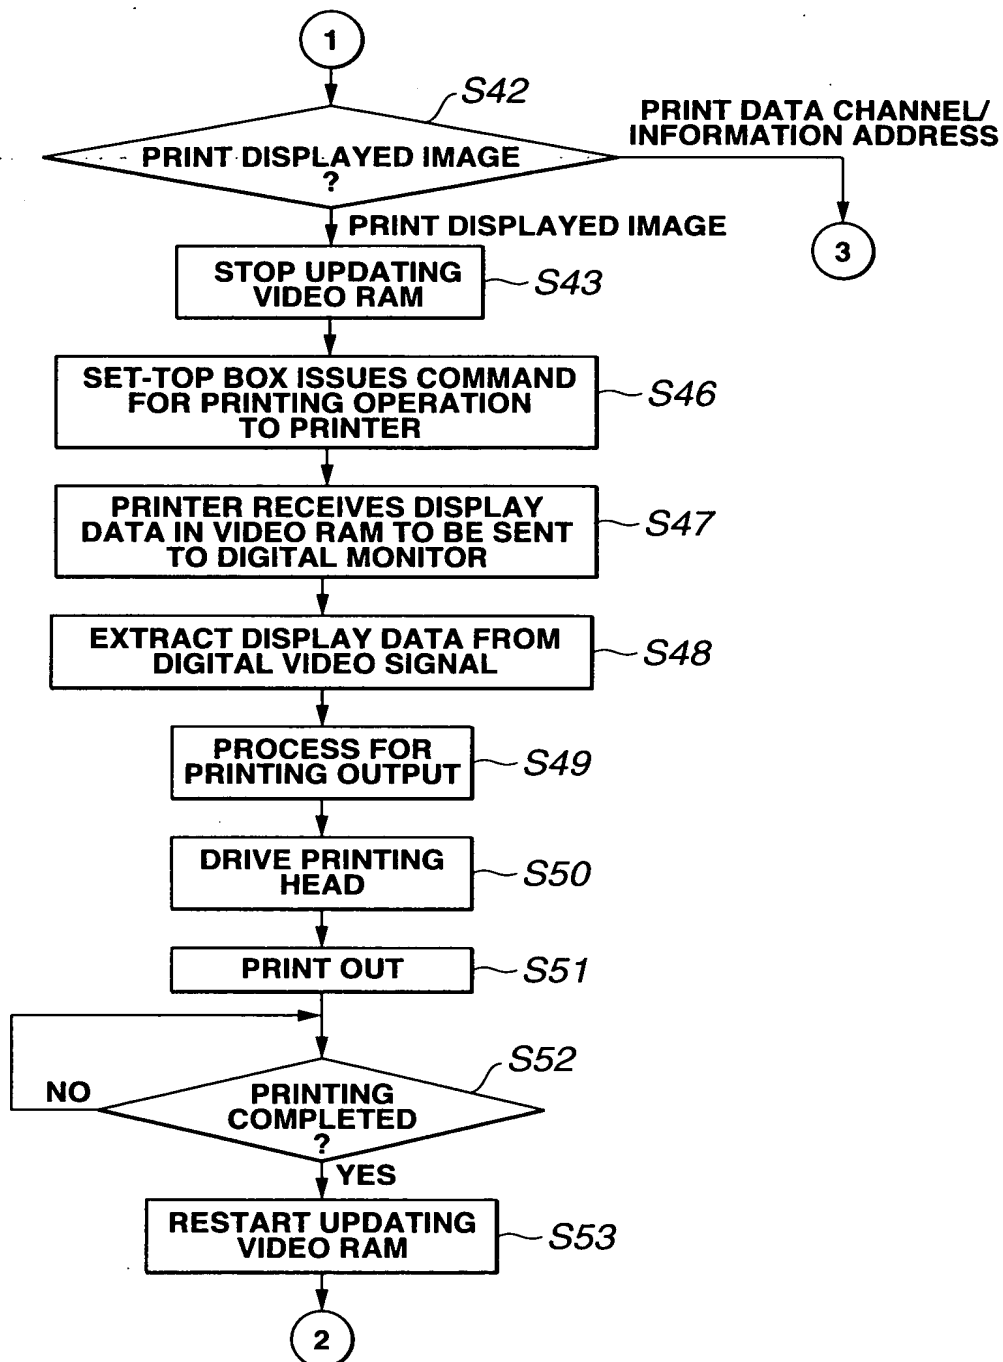 1
S42
PRINT DATA CHANNEL/
INFORMATION ADDRESS
PRINT DISPLAYED IMAGE
?
PRINT DISPLAYED IMAGE
3
STOP UPDATING
VIDEO RAM
S43
SET-TOP BOX ISSUES COMMAND
FOR PRINTING OPERATION
TO PRINTER
S46
PRINTER RECEIVES DISPLAY
DATA IN VIDEO RAM TO BE SENT
TO DIGITAL MONITOR
S47
EXTRACT DISPLAY DATA FROM
DIGITAL VIDEO SIGNAL
S48
PROCESS FOR
PRINTING OUTPUT
S49
DRIVE PRINTING
HEAD
S50
PRINT OUT
S51
S52
NO
PRINTING
COMPLETED
?
YES
RESTART UPDATING
VIDEO RAM
S53
2